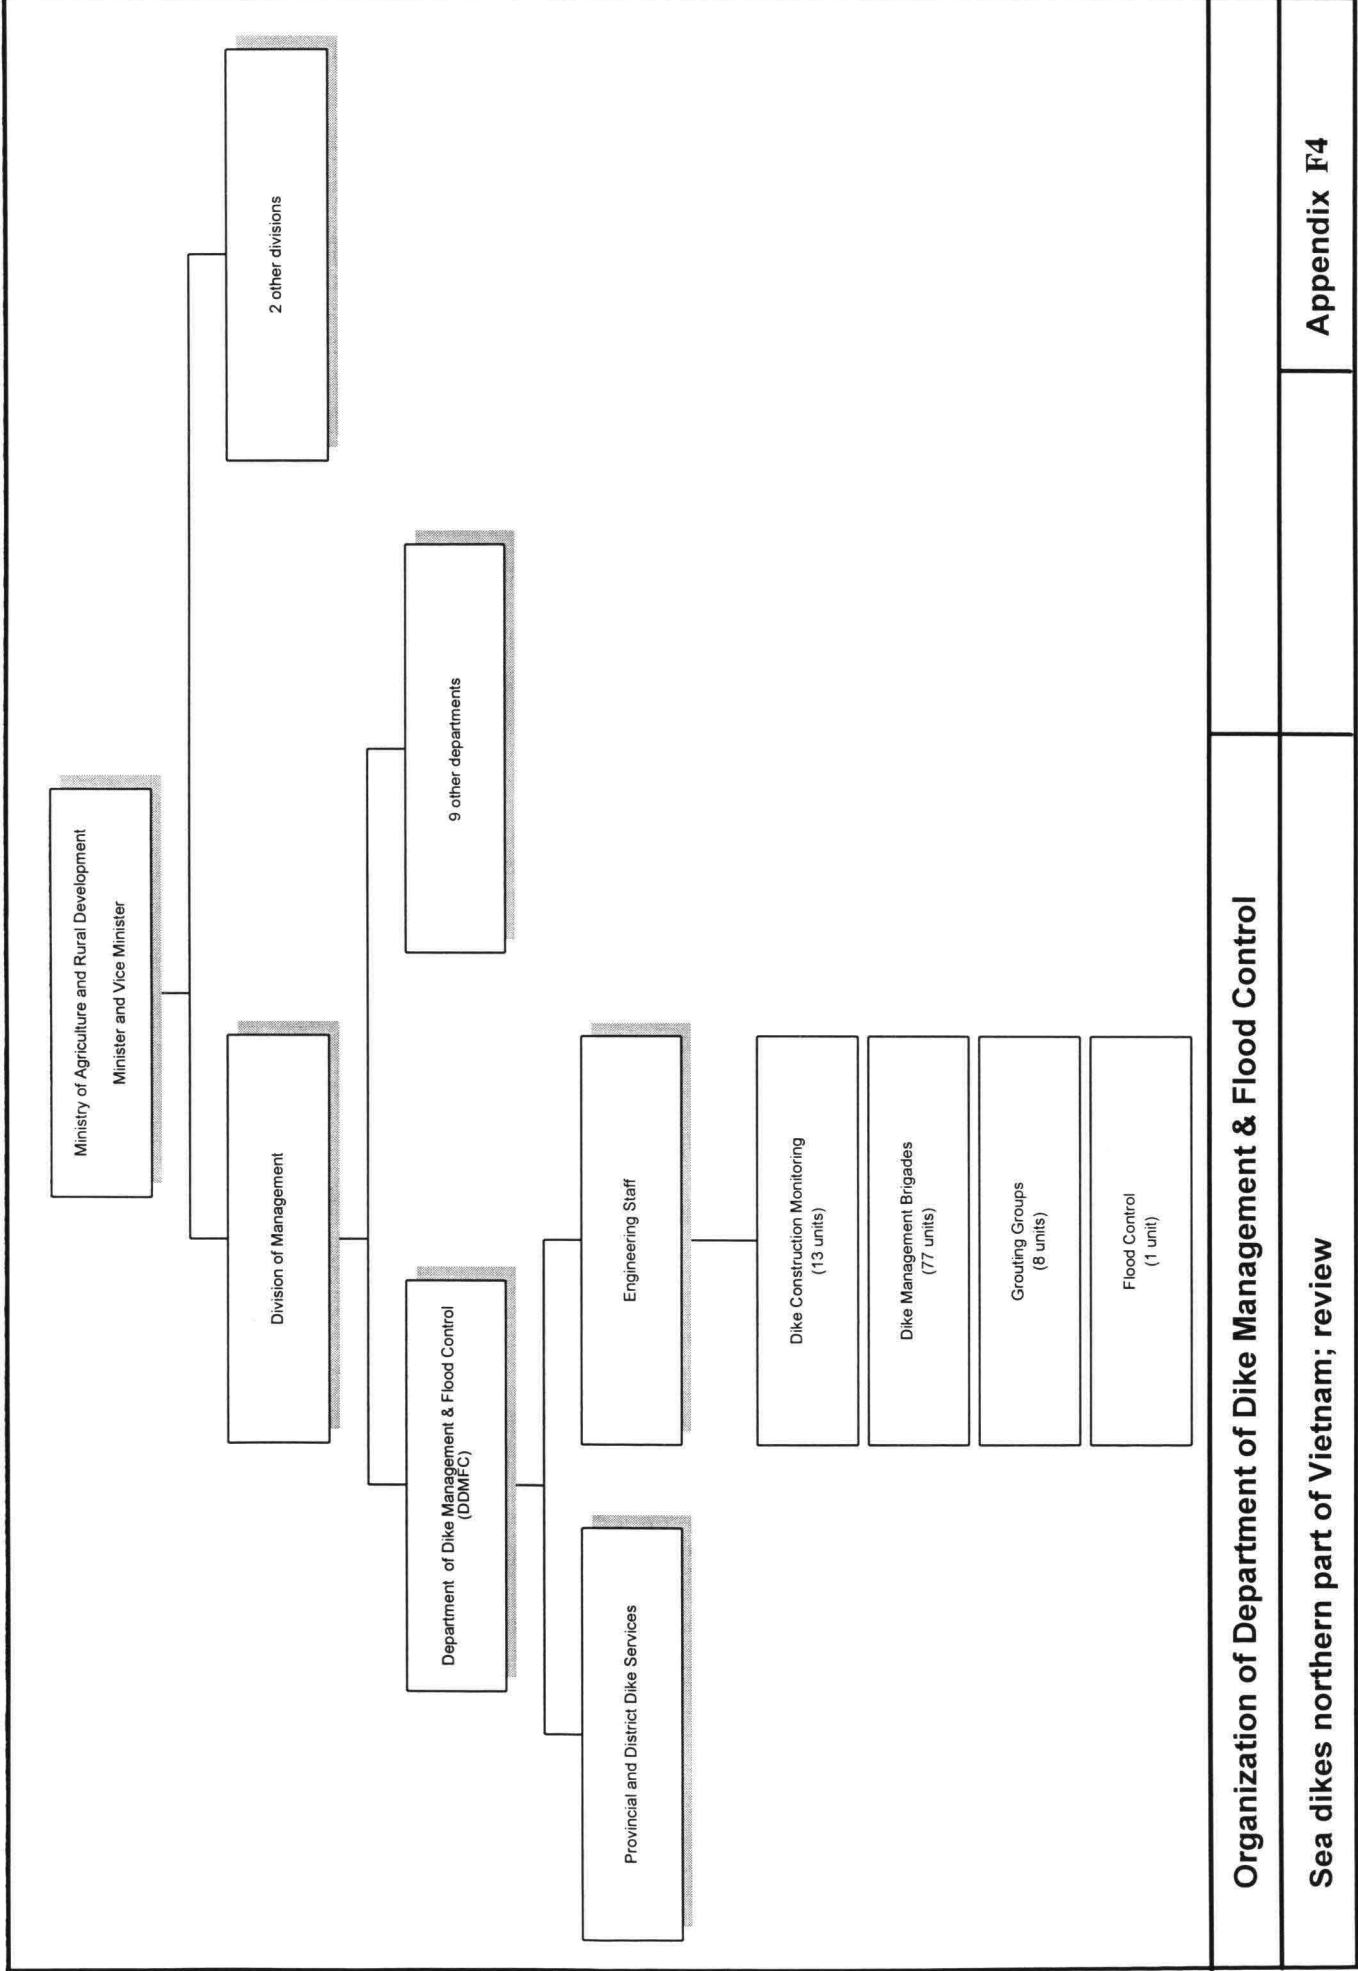 Ministry of Agriculture and Rural Development
Minister and Vice Minister
Division of Management
2 other divisions
Department of Dike Management & Flood Control
(DDMFC)
9 other departments
Provincial and District Dike Services
Engineering Staff
Dike Construction Monitoring
(13 units)
Dike Management Brigades
(77 units)
Grouting Groups
(8 units)
Flood Control
(1 unit)
Organization of Department of Dike Management & Flood Control
Sea dikes northern part of Vietnam; review
Appendix F4